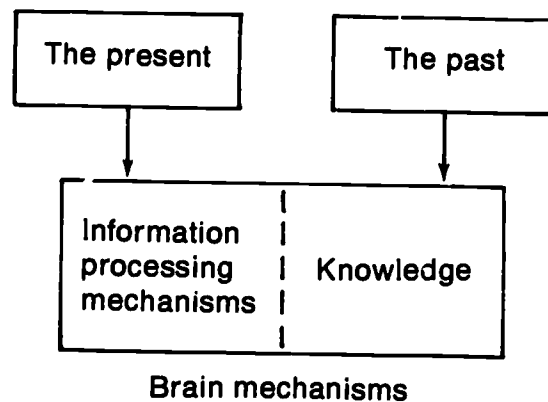 The present
The past
Information
processing
mechanisms
Knowledge
Brain mechanisms